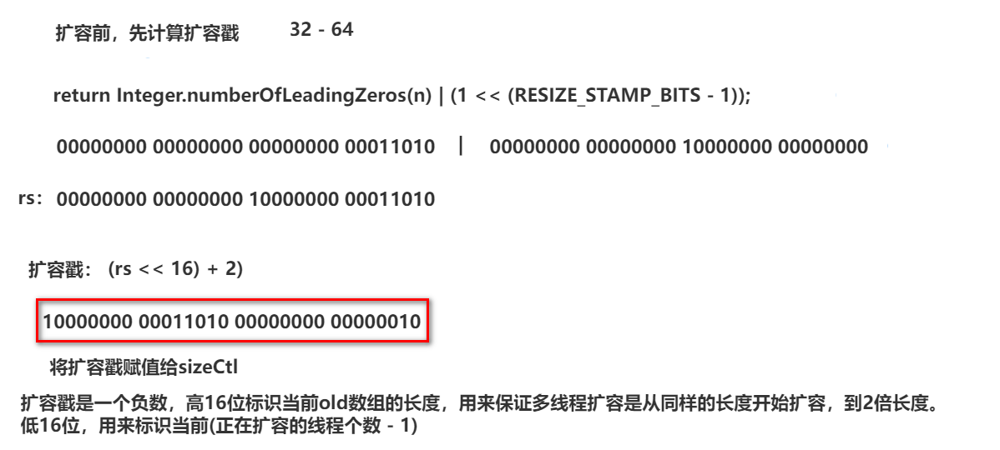 扩容前，先计算扩容戳 32 - 64
return Integer.numberOfLeadingZeros(n) | (1 << (RESIZE_STAMP_BITS - 1));
00000000 00000000 00000000 00011010 | 00000000 00000000 10000000 00000000
rs： 00000000 00000000 10000000 00011010
扩容戳： (rs << 16) + 2)
10000000 00011010 00000000 00000010
将扩容戳赋值给sizeCtl
扩容戳是一个负数，高16位标识当前old数组的长度，用来保证多线程扩容是从同样的长度开始扩容，到2倍长度。
低16位，用来标识当前(正在扩容的线程个数 - 1)